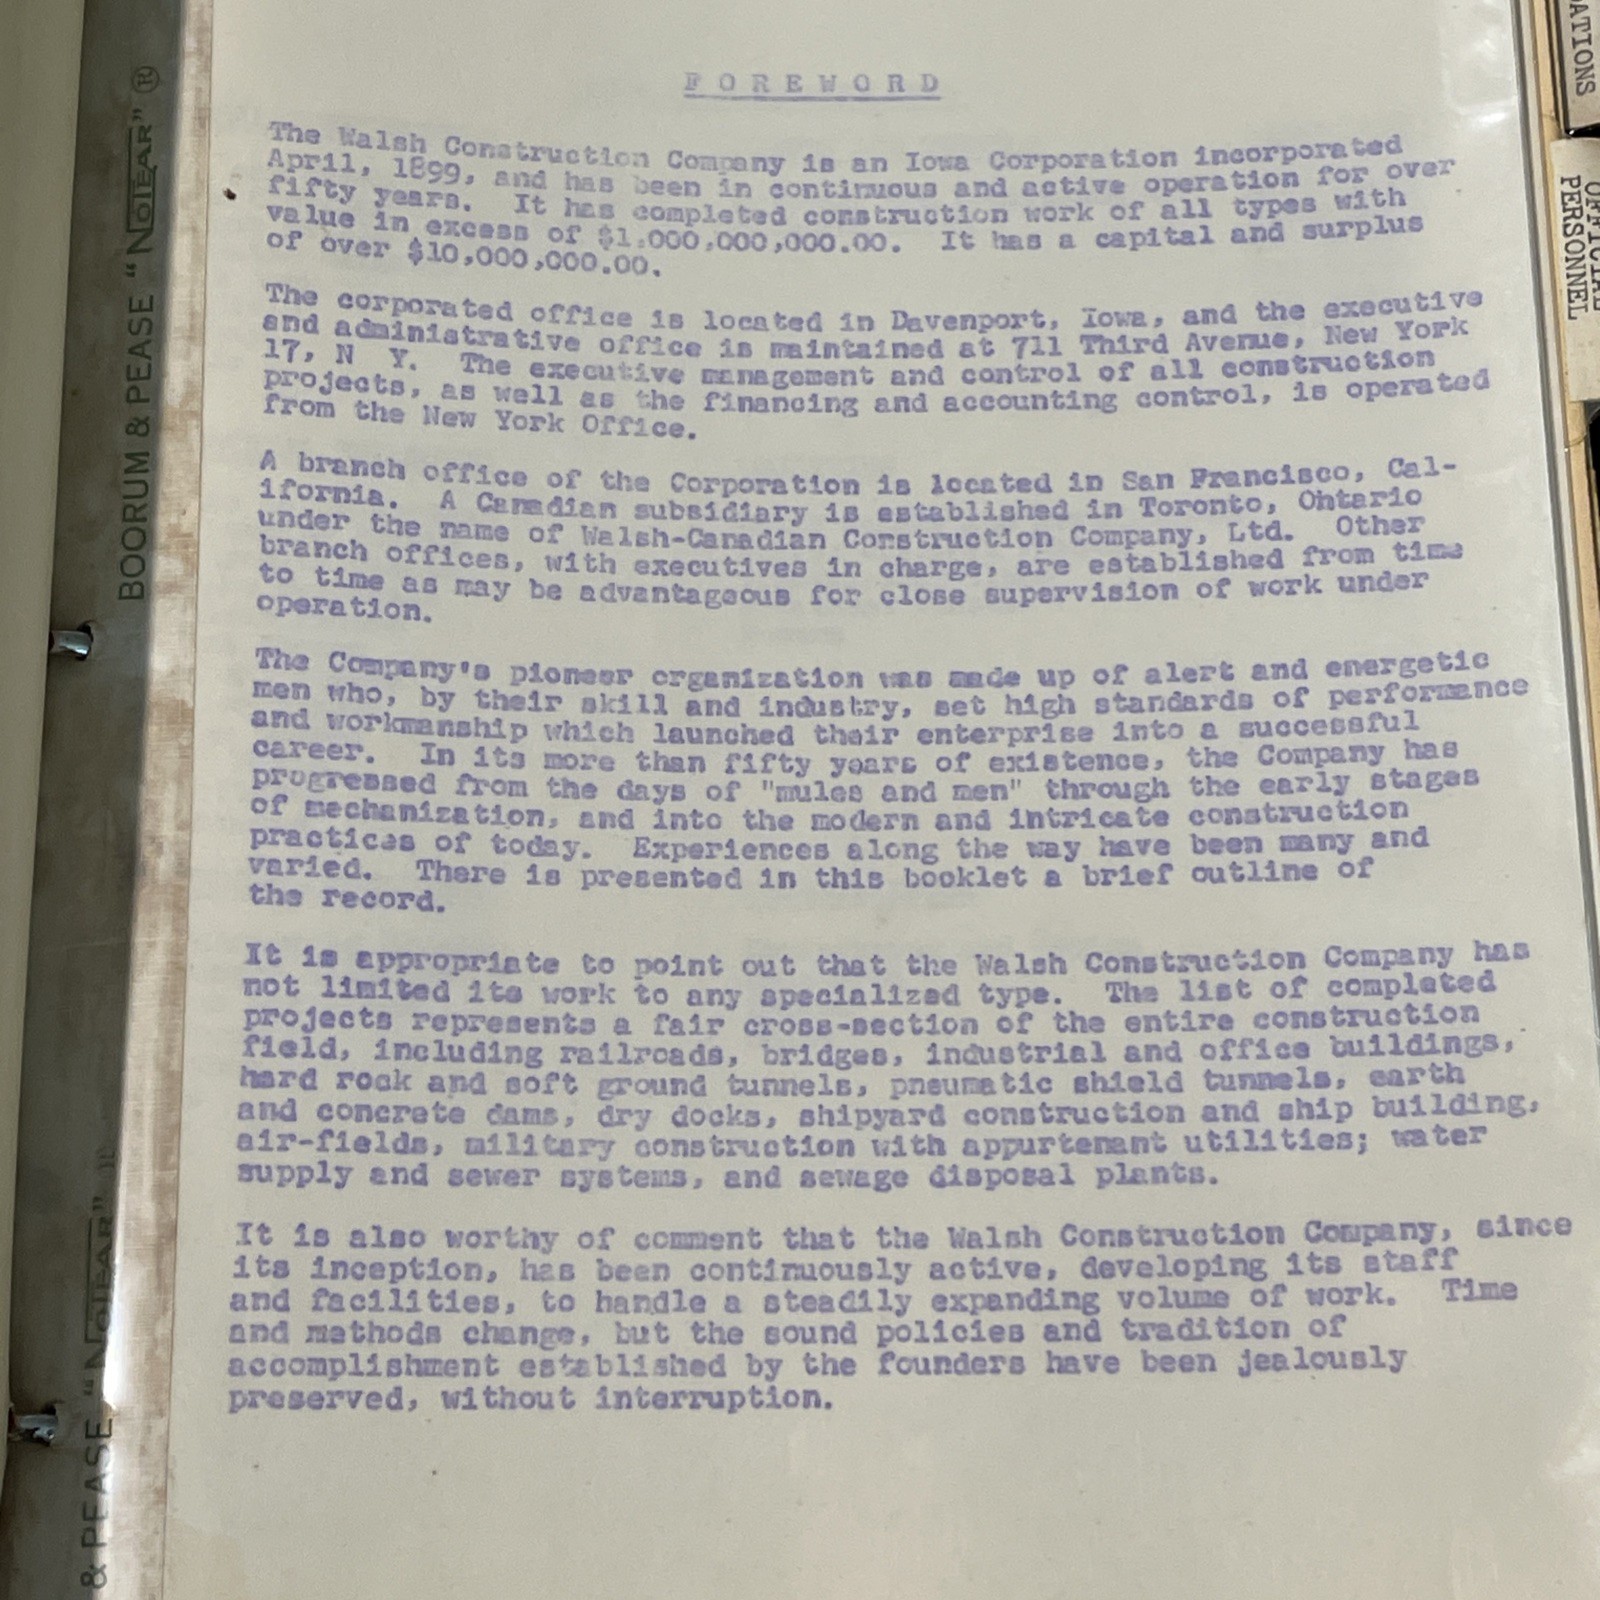 FOREWORD
The Walsh Construction Company is an Iowa Corporation incorporated
April, 1899, and has been in continuous and active operation for over
fifty years. It has completed construction work of all types with
value in excess of $1,000,000,000.00. It has a capital and surplus
of over $10,000,000.00.
The corporated office is located in Davenport, Iowa, and the executive
and administrative office is maintained at 711 Third Avenue, New York
17, N Y. The executive management and control of all construction
projects, as well as the financing and accounting control, is operated
from the New York Office.
A branch office of the Corporation is located in San Francisco, Cal-
ifornia. A Canadian subsidiary is established in Toronto, Ohtario
under the name of Walsh-Canadian Construction Company, Ltd. Other
branch offices, with executives in charge, are established from time
to time as may be advantageous for close supervision of work under
operation.
The Company's pioneer organization was made up of alert and energetic
men who, by their skill and industry, set high standards of performance
and workmanship which launched their enterprise into a successful
career. In its more than fifty years of existence, the Company has
progressed from the days of "mules and men" through the early stages
of mechanization, and into the modern and intricate construction
practices of today. Experiences along the way have been many and
varied. There is presented in this booklet a brief outline of
the record.
It is appropriate to point out that the Walsh Construction Company has
not limited its work to any specialized type. The list of completed
projects represents a fair cross-section of the entire construction
field, including railroads, bridges, industrial and office buildings,
hard rock and soft ground tunnels, pneumatic shield tunnels, earth
and concrete dams, dry docks, shipyard construction and ship building,
air-fields, military construction with appurtenant utilities; water
supply and sewer systems, and sewage disposal plants.
It is also worthy of comment that the Walsh Construction Company, since
its inception, has been continuously active, developing its staff
and facilities, to handle a steadily expanding volume of work. Time
and methods change, but the sound policies and tradition of
accomplishment established by the founders have been jealously
preserved, without interruption.
BOORUM & PEASE "NOTEAR" ®
& PEASE "NOTEAR"
DATIONS
OFFICIAL
PERSONNEL